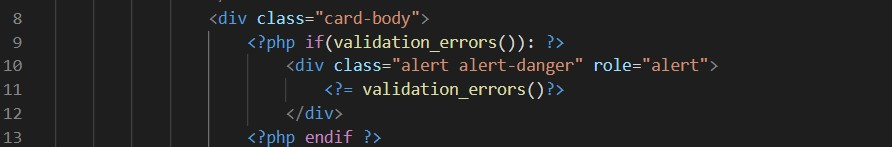 8 <div class="card-body">
9 <?php if(validation_errors()): ?>
10 <div class="alert alert-danger" role="alert">
11 <?= validation_errors()?>
12 </div>
13 <?php endif ?>